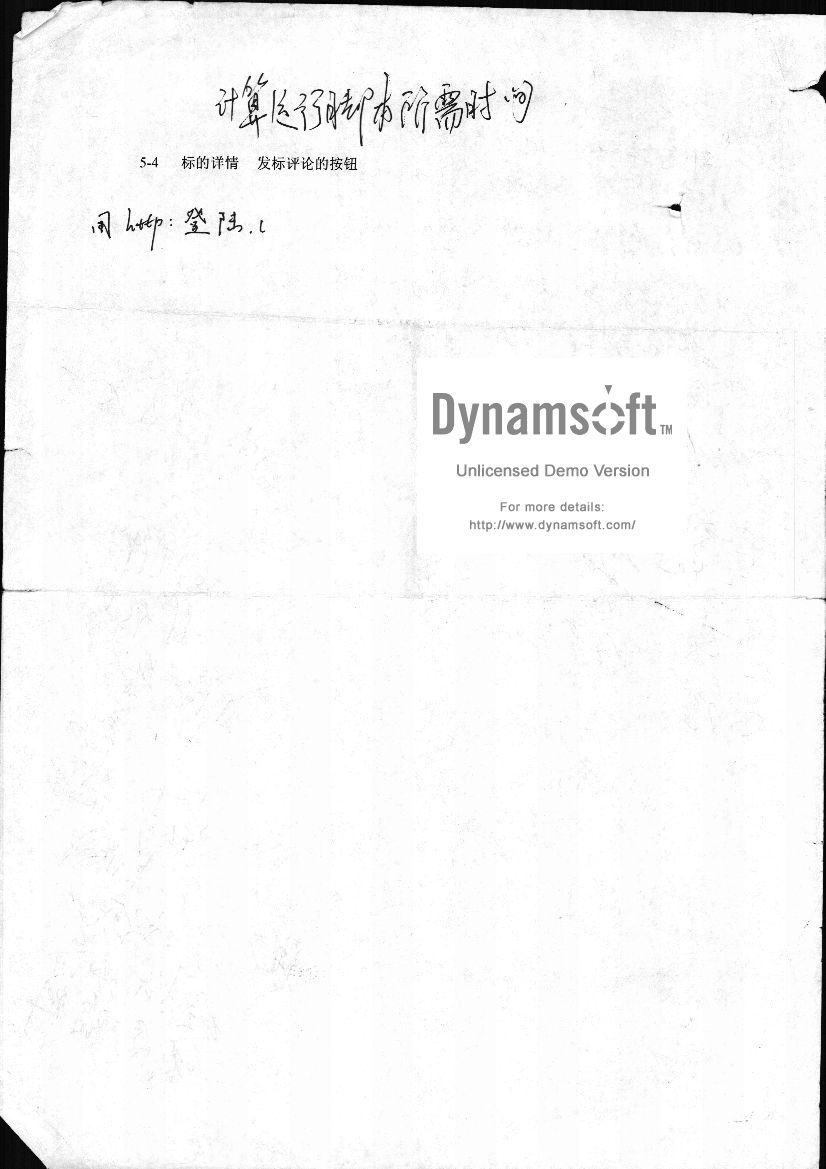 计算运行脚本所需时间
5-4 标的详情 发标评论的按钮
用 http: 登陆.(
Dynamsoft™
Unlicensed Demo Version
For more details:
http://www.dynamsoft.com/